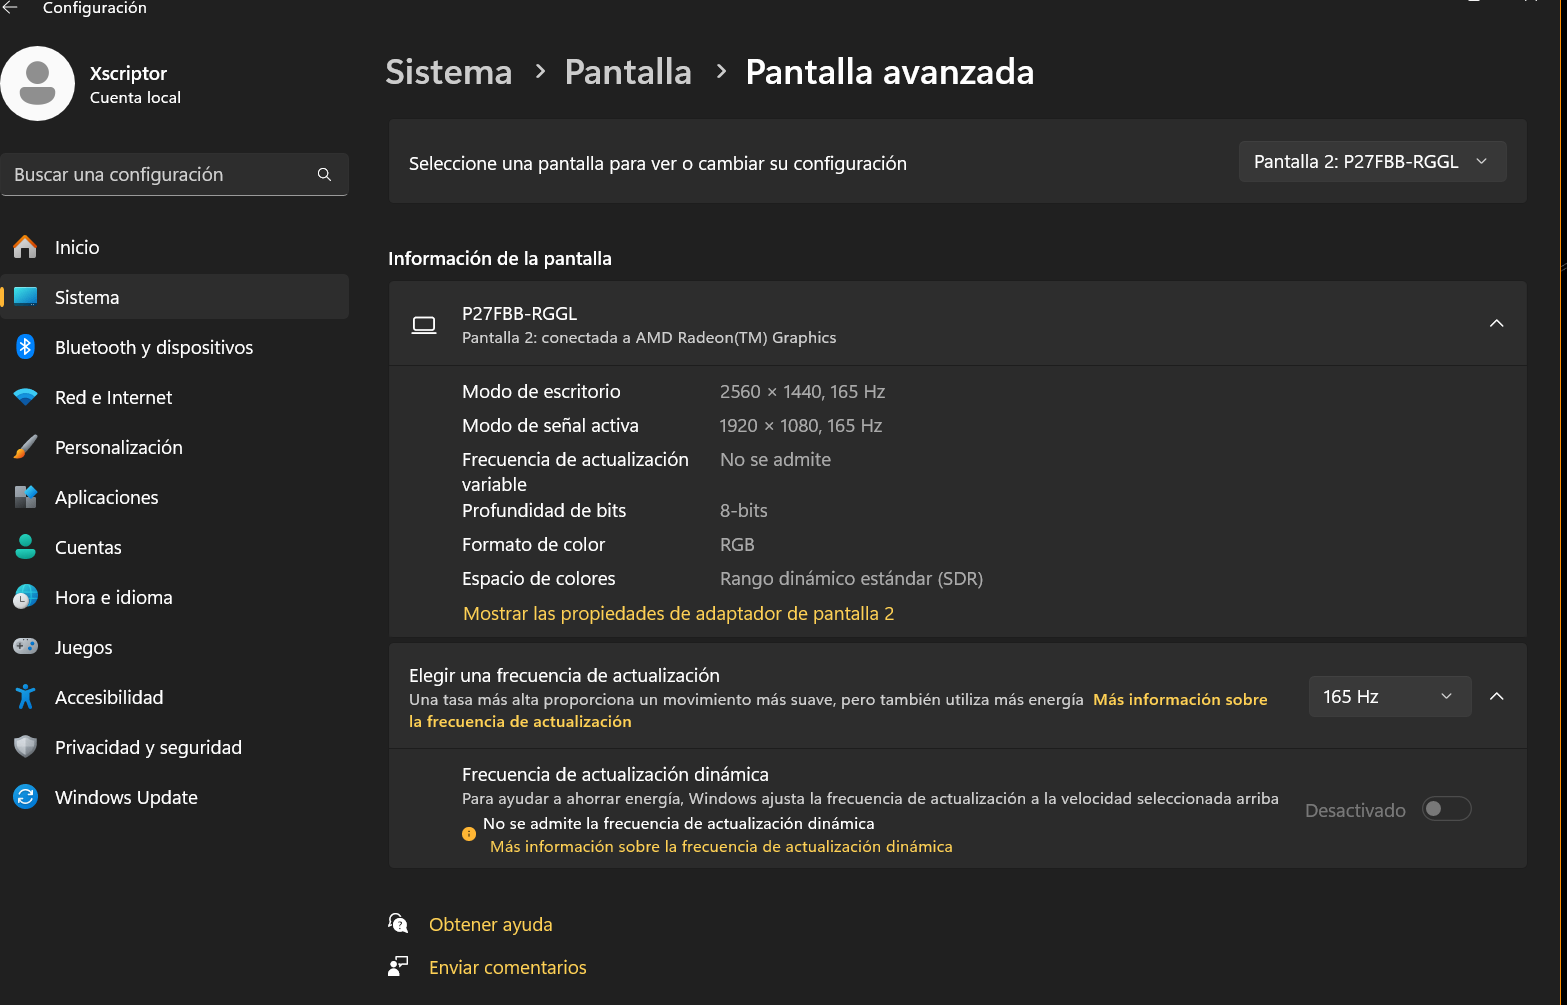 Configuración
Xscriptor
Cuenta local
Buscar una configuración
Inicio
Sistema
Bluetooth y dispositivos
Red e Internet
Personalización
Aplicaciones
Cuentas
Hora e idioma
Juegos
Accesibilidad
Privacidad y seguridad
Windows Update
Sistema > Pantalla > Pantalla avanzada
Seleccione una pantalla para ver o cambiar su configuración
Pantalla 2: P27FBB-RGGL
Información de la pantalla
P27FBB-RGGL
Pantalla 2: conectada a AMD Radeon(TM) Graphics
Modo de escritorio 2560 × 1440, 165 Hz
Modo de señal activa 1920 × 1080, 165 Hz
Frecuencia de actualización No se admite
variable
Profundidad de bits 8-bits
Formato de color RGB
Espacio de colores Rango dinámico estándar (SDR)
Mostrar las propiedades de adaptador de pantalla 2
Elegir una frecuencia de actualización
Una tasa más alta proporciona un movimiento más suave, pero también utiliza más energía Más información sobre
la frecuencia de actualización
165 Hz
Frecuencia de actualización dinámica
Para ayudar a ahorrar energía, Windows ajusta la frecuencia de actualización a la velocidad seleccionada arriba
No se admite la frecuencia de actualización dinámica
Más información sobre la frecuencia de actualización dinámica
Desactivado
Obtener ayuda
Enviar comentarios